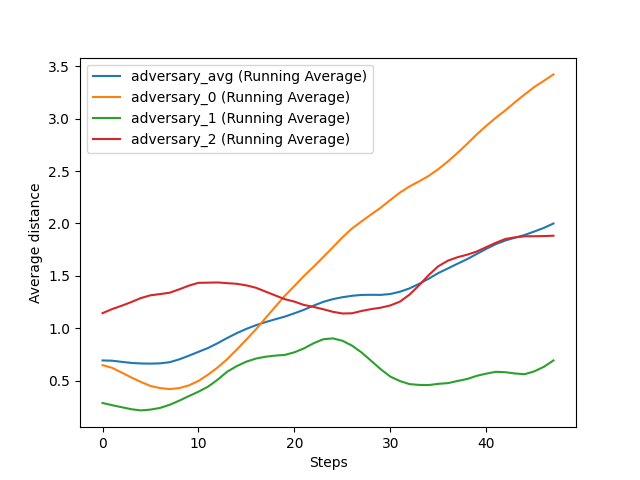 adversary_avg (Running Average)
adversary_0 (Running Average)
adversary_1 (Running Average)
adversary_2 (Running Average)
3.5
3.0
2.5
2.0
1.5
1.0
0.5
Average distance
0 10 20 30 40
Steps